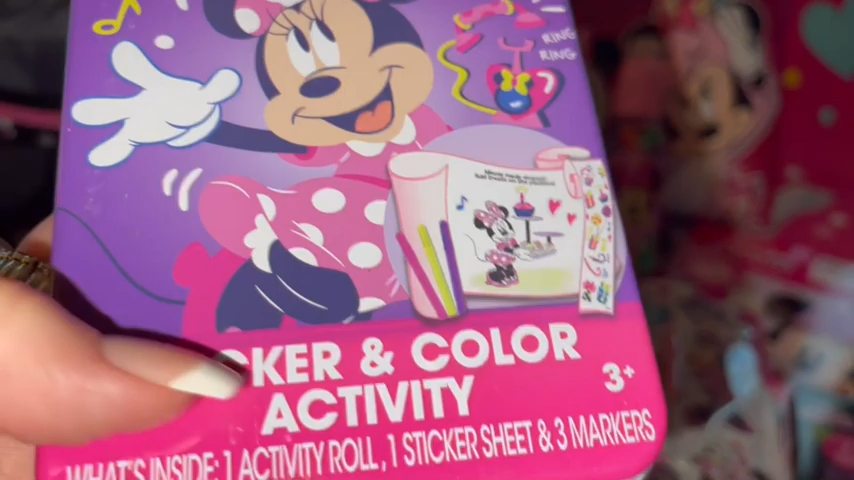 RING
RING
CKER & COLOR
ACTIVITY
3+
WHAT'S INSIDE: 1 ACTIVITY ROLL, 1 STICKER SHEET & 3 MARKERS